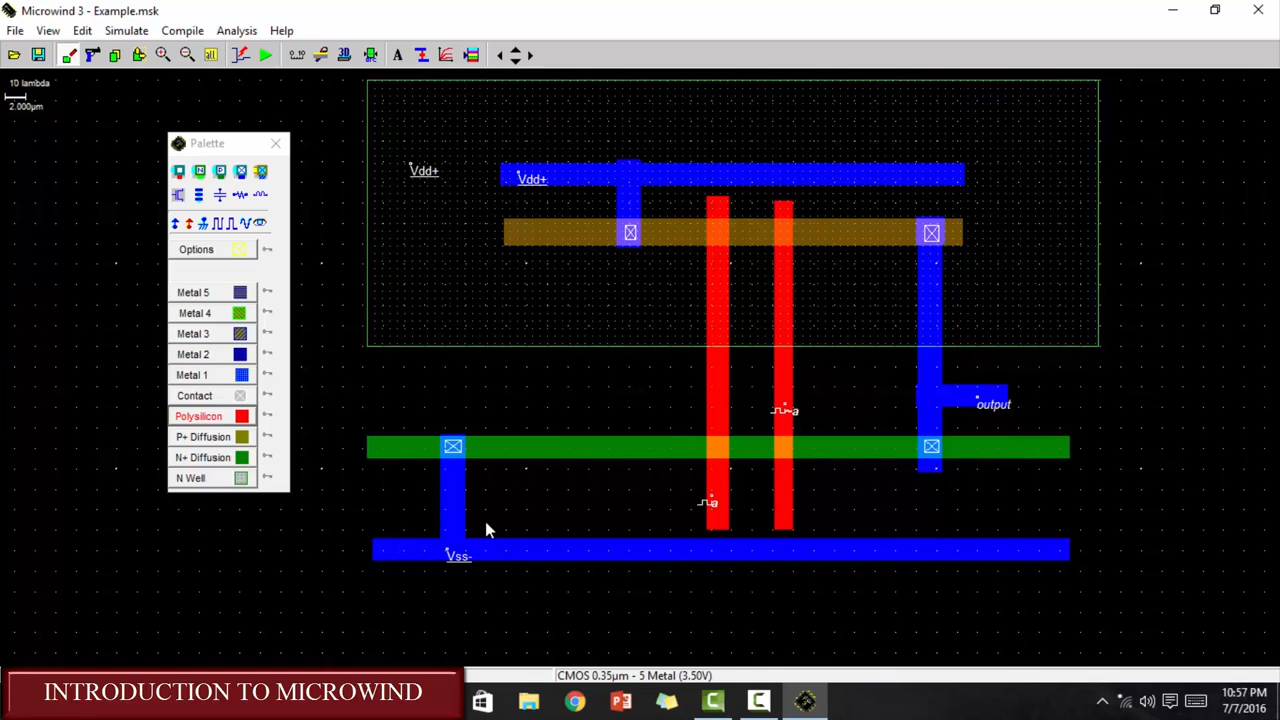 Microwind 3 - Example.msk
File View Edit Simulate Compile Analysis Help
10 lambda
2.000µm
Palette
Options
Metal 5
Metal 4
Metal 3
Metal 2
Metal 1
Contact
Polysilicon
P+ Diffusion
N+ Diffusion
N Well
Vdd+
Vdd+
a
output
a
Vss-
CMOS 0.35µm - 5 Metal (3.50V)
INTRODUCTION TO MICROWIND
10:57 PM
7/7/2016